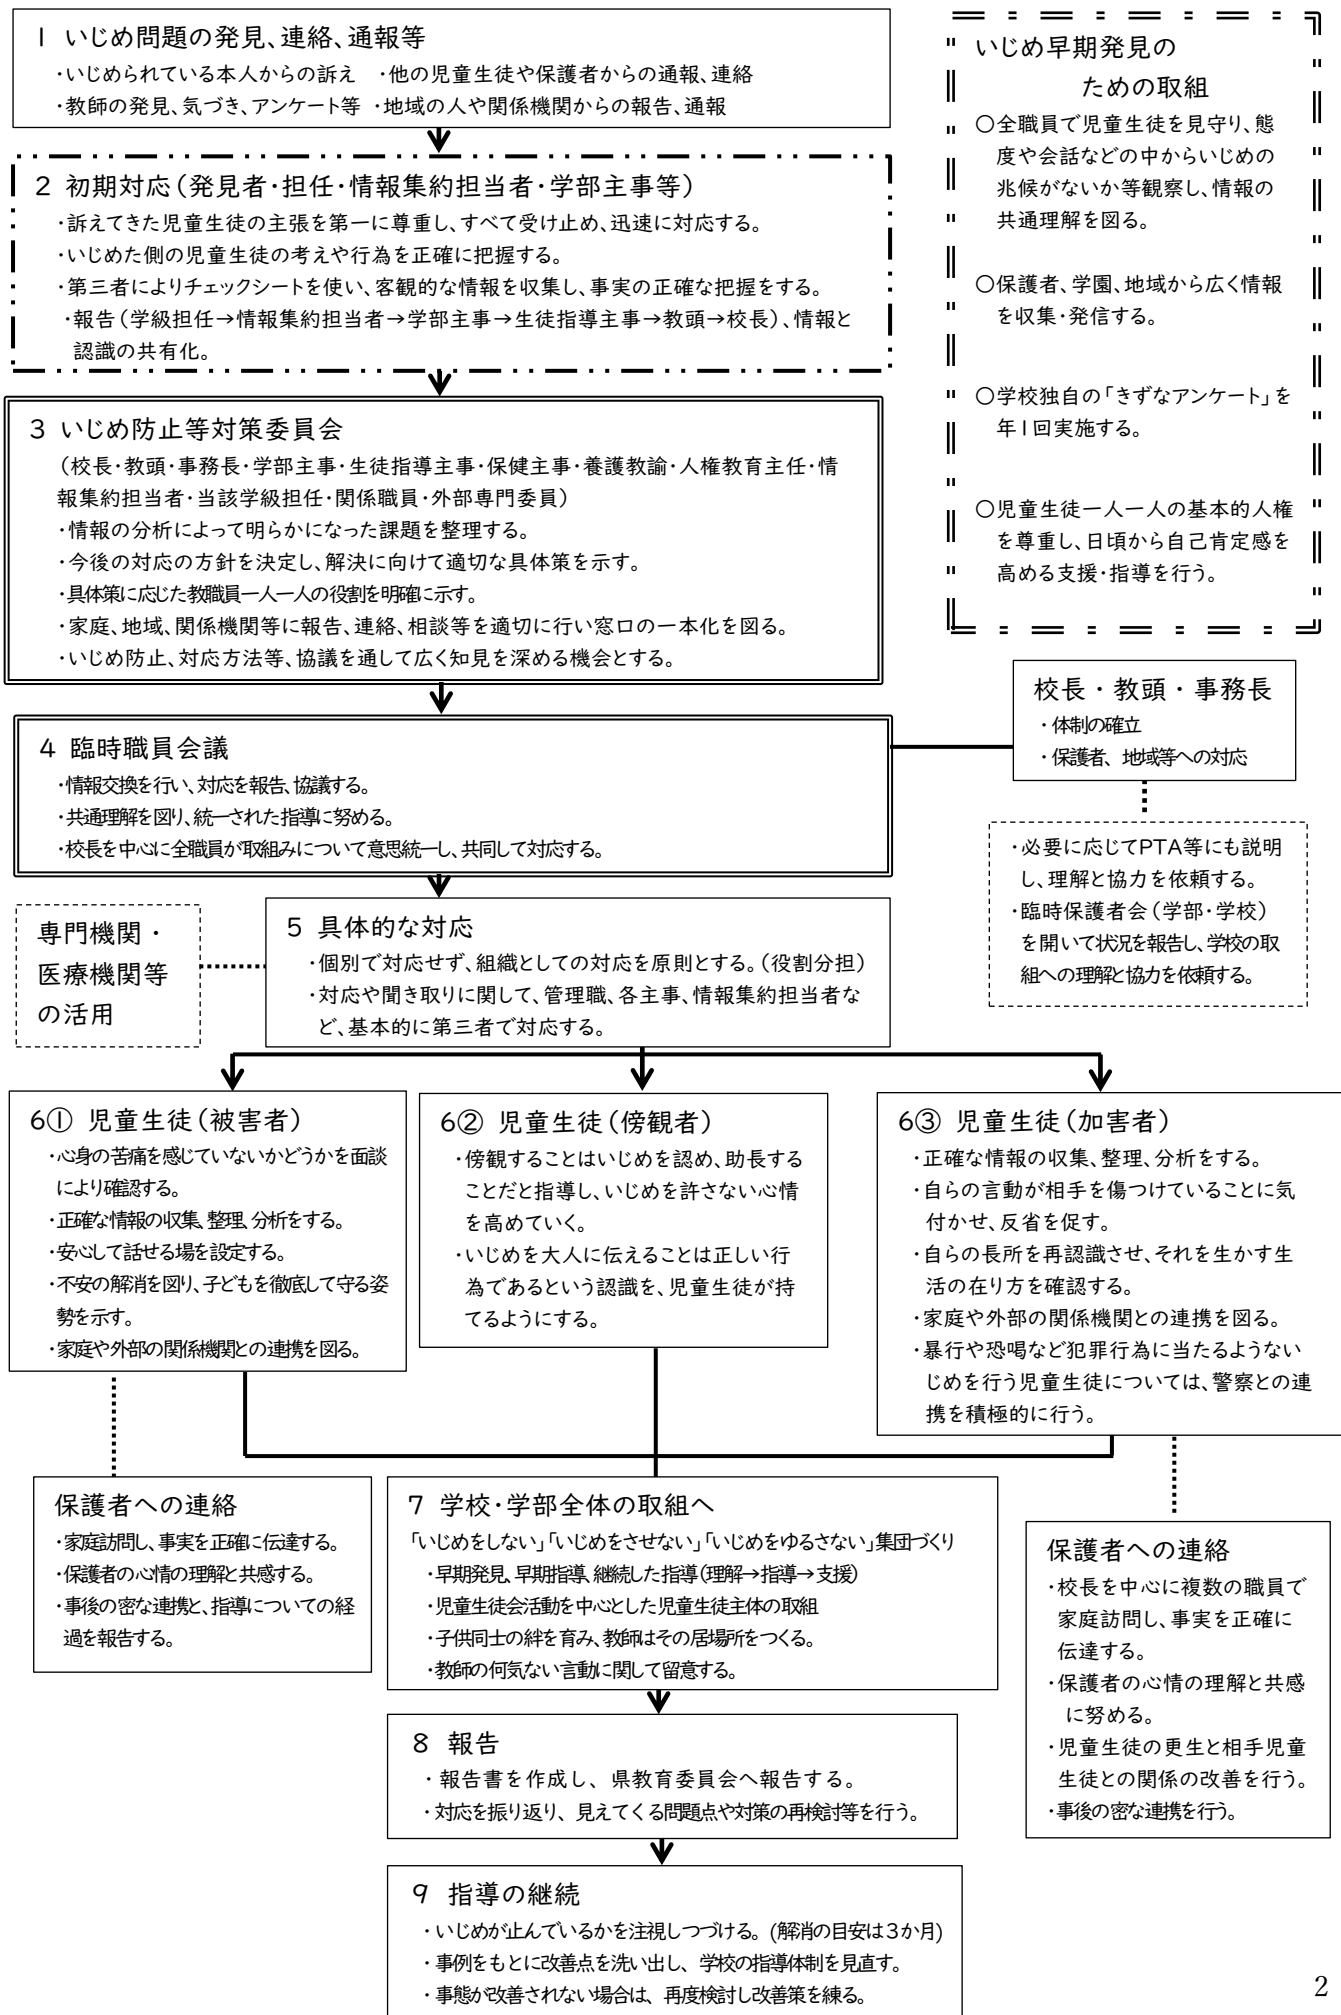 1 いじめ問題の発見、連絡、通報等
・いじめられている本人からの訴え ・他の児童生徒や保護者からの通報、連絡
・教師の発見、気づき、アンケート等 ・地域の人や関係機関からの報告、通報
いじめ早期発見の
ための取組
○全職員で児童生徒を見守り、態
度や会話などの中からいじめの
兆候がないか等観察し、情報の
共通理解を図る。
○保護者、学園、地域から広く情報
を収集・発信する。
○学校独自の「きずなアンケート」を
年1回実施する。
○児童生徒一人一人の基本的人権
を尊重し、日頃から自己肯定感を
高める支援・指導を行う。
2 初期対応(発見者・担任・情報集約担当者・学部主事等)
・訴えてきた児童生徒の主張を第一に尊重し、すべて受け止め、迅速に対応する。
・いじめた側の児童生徒の考えや行為を正確に把握する。
・第三者によりチェックシートを使い、客観的な情報を収集し、事実の正確な把握をする。
・報告(学級担任→情報集約担当者→学部主事→生徒指導主事→教頭→校長)、情報と
認識の共有化。
3 いじめ防止等対策委員会
(校長・教頭・事務長・学部主事・生徒指導主事・保健主事・養護教諭・人権教育主任・情
報集約担当者・当該学級担任・関係職員・外部専門委員)
・情報の分析によって明らかになった課題を整理する。
・今後の対応の方針を決定し、解決に向けて適切な具体策を示す。
・具体策に応じた教職員一人一人の役割を明確に示す。
・家庭、地域、関係機関等に報告、連絡、相談等を適切に行い窓口の一本化を図る。
・いじめ防止、対応方法等、協議を通して広く知見を深める機会とする。
4 臨時職員会議
・情報交換を行い、対応を報告、協議する。
・共通理解を図り、統一された指導に努める。
・校長を中心に全職員が取組みについて意思統一し、共同して対応する。
校長・教頭・事務長
・体制の確立
・保護者、地域等への対応
・必要に応じてPTA等にも説明
し、理解と協力を依頼する。
・臨時保護者会(学部・学校)
を開いて状況を報告し、学校の取
組への理解と協力を依頼する。
専門機関・
医療機関等
の活用
5 具体的な対応
・個別で対応せず、組織としての対応を原則とする。(役割分担)
・対応や聞き取りに関して、管理職、各主事、情報集約担当者な
ど、基本的に第三者で対応する。
6① 児童生徒(被害者)
・心身の苦痛を感じていないかどうかを面談
により確認する。
・正確な情報の収集、整理、分析をする。
・安心して話せる場を設定する。
・不安の解消を図り、子どもを徹底して守る姿
勢を示す。
・家庭や外部の関係機関との連携を図る。
6② 児童生徒(傍観者)
・傍観することはいじめを認め、助長する
ことだと指導し、いじめを許さない心情
を高めていく。
・いじめを大人に伝えることは正しい行
為であるという認識を、児童生徒が持
てるようにする。
6③ 児童生徒(加害者)
・正確な情報の収集、整理、分析をする。
・自らの言動が相手を傷つけていることに気
付かせ、反省を促す。
・自らの長所を再認識させ、それを生かす生
活の在り方を確認する。
・家庭や外部の関係機関との連携を図る。
・暴行や恐喝など犯罪行為に当たるようない
じめを行う児童生徒については、警察との連
携を積極的に行う。
保護者への連絡
・家庭訪問し、事実を正確に伝達する。
・保護者の心情の理解と共感する。
・事後の密な連携と、指導についての経
過を報告する。
7 学校・学部全体の取組へ
「いじめをしない」「いじめをさせない」「いじめをゆるさない」集団づくり
・早期発見、早期指導、継続した指導(理解→指導→支援)
・児童生徒会活動を中心とした児童生徒主体の取組
・子供同士の絆を育み、教師はその居場所をつくる。
・教師の何気ない言動に関して留意する。
保護者への連絡
・校長を中心に複数の職員で
家庭訪問し、事実を正確に
伝達する。
・保護者の心情の理解と共感
に努める。
・児童生徒の更生と相手児童
生徒との関係の改善を行う。
・事後の密な連携を行う。
8 報告
・報告書を作成し、県教育委員会へ報告する。
・対応を振り返り、見えてくる問題点や対策の再検討等を行う。
9 指導の継続
・いじめが止んでいるかを注視しつづける。(解消の目安は3か月)
・事例をもとに改善点を洗い出し、学校の指導体制を見直す。
・事態が改善されない場合は、再度検討し改善策を練る。
2